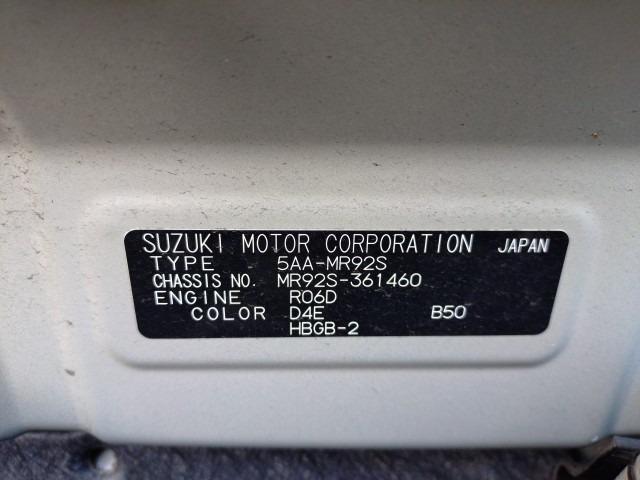 SUZUKI MOTOR CORPORATION JAPAN
TYPE 5AA-MR92S
CHASSIS NO. MR92S-361460
ENGINE R06D
COLOR D4E B50
HBGB-2